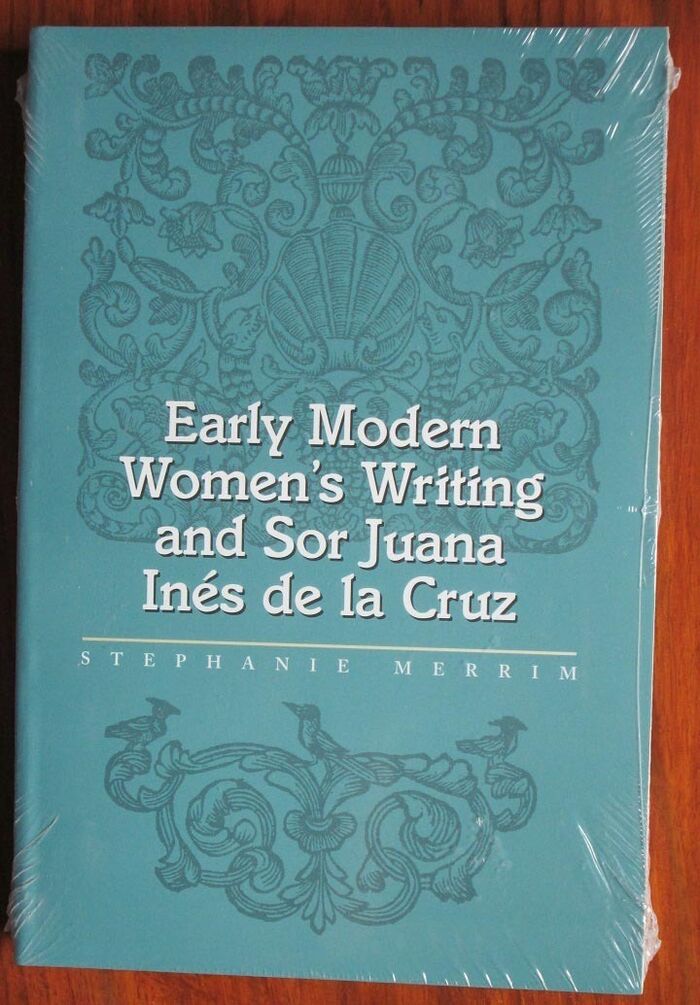 Early Modern
Women's Writing
and Sor Juana
Inés de la Cruz
STEPHANIE MERRIM